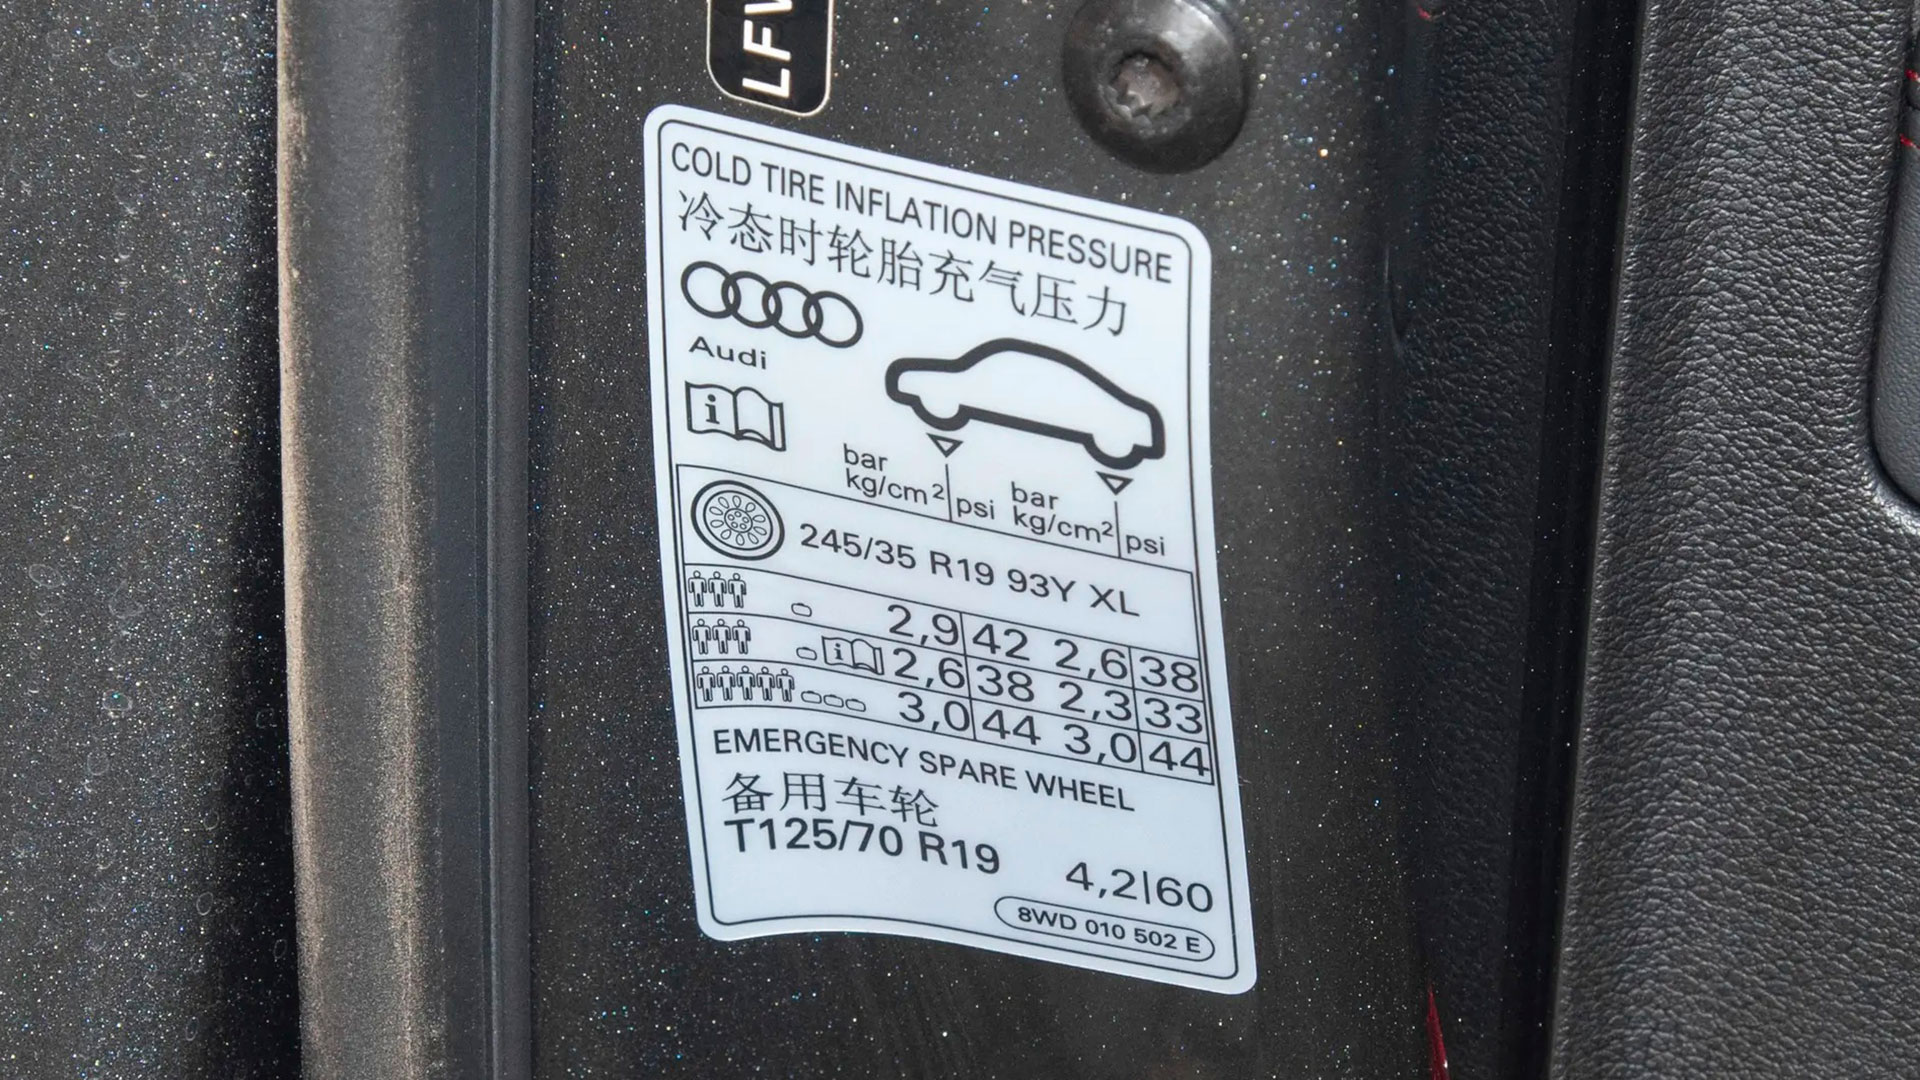 COLD TIRE INFLATION PRESSURE
冷态时轮胎充气压力
Audi
i
bar psi bar psi
kg/cm² kg/cm²
245/35 R19 93Y XL
2,9 42 2,6 38
i 2,6 38 2,3 33
3,0 44 3,0 44
EMERGENCY SPARE WHEEL
备用车轮
T125/70 R19
4,2|60
8WD 010 502 E